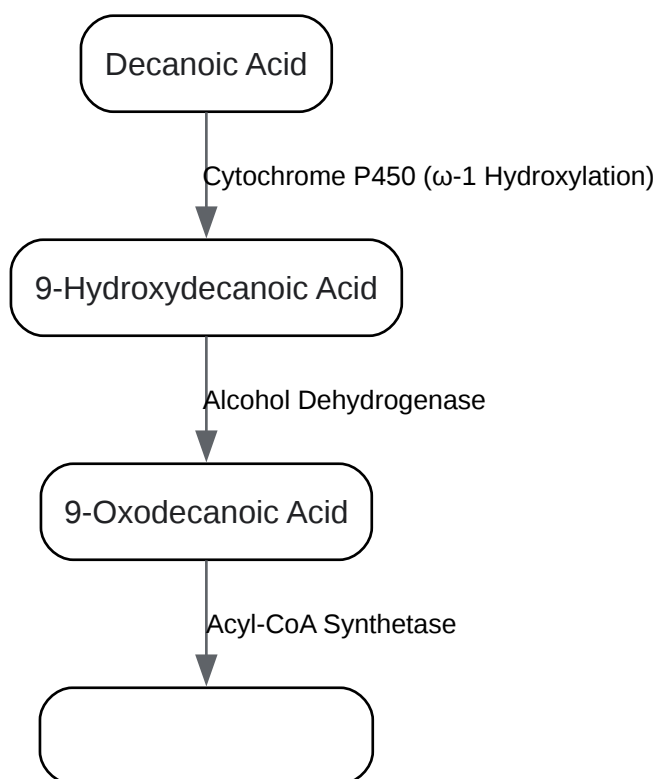 Decanoic Acid
Cytochrome P450 (ω-1 Hydroxylation)
9-Hydroxydecanoic Acid
Alcohol Dehydrogenase
9-Oxodecanoic Acid
Acyl-CoA Synthetase